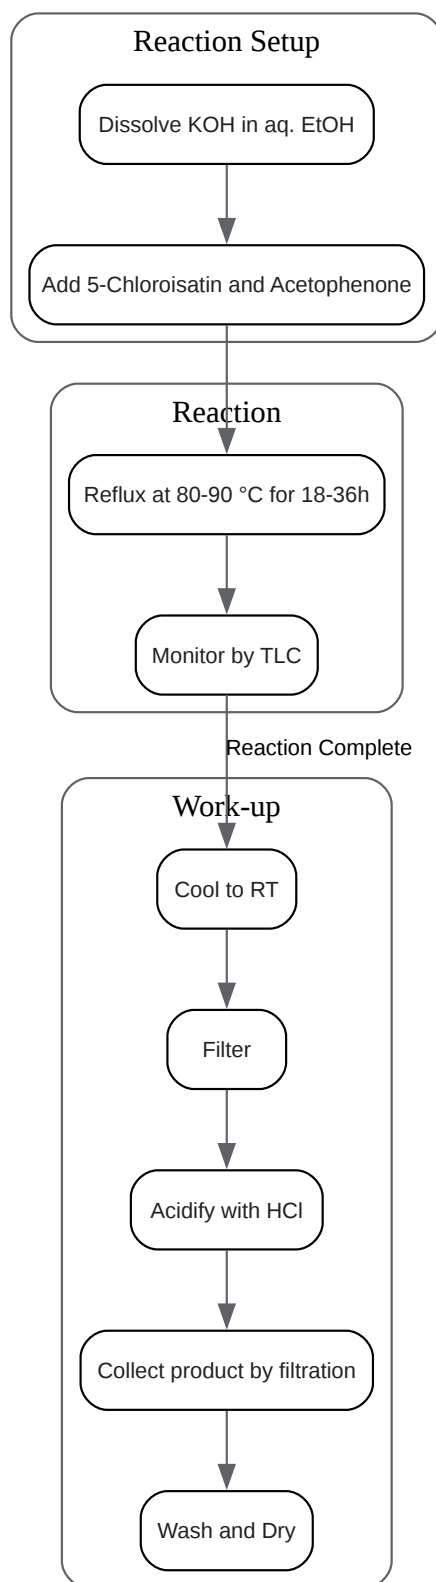 Reaction Setup
Dissolve KOH in aq. EtOH
Add 5-Chloroisatin and Acetophenone
Reaction
Reflux at 80-90 °C for 18-36h
Monitor by TLC
Reaction Complete
Work-up
Cool to RT
Filter
Acidify with HCl
Collect product by filtration
Wash and Dry